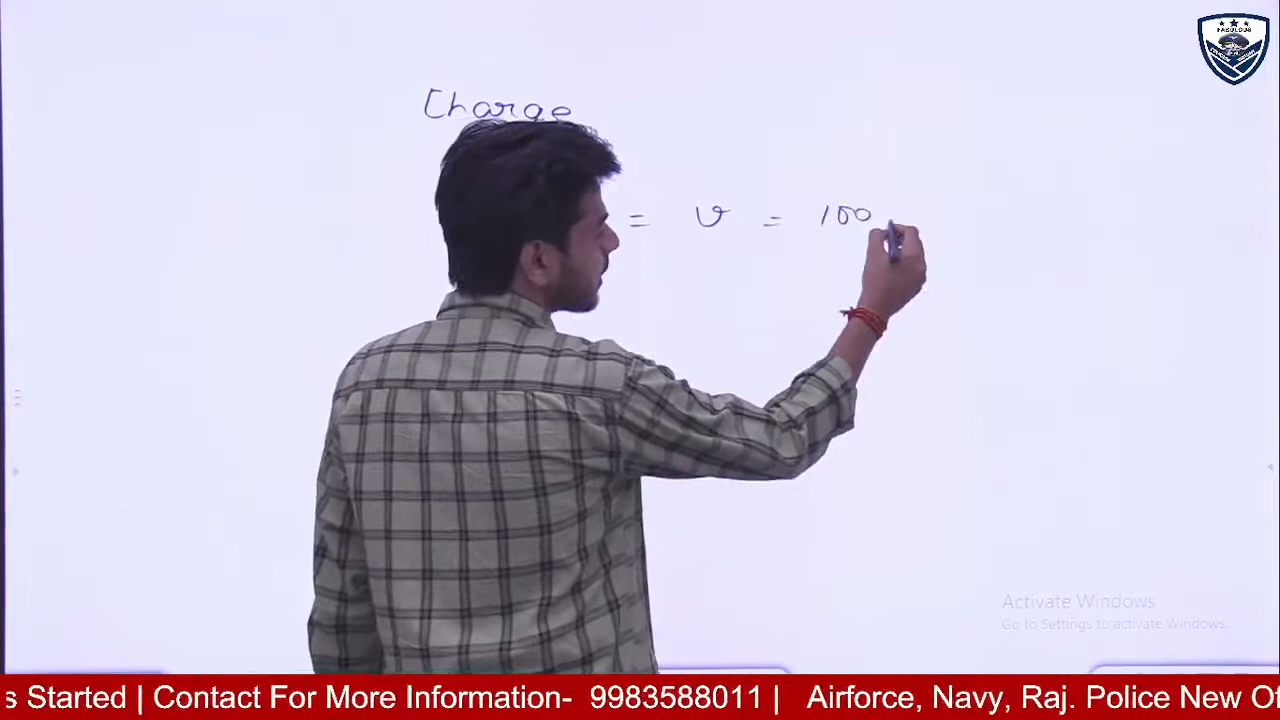 FABULOUS
Charge
= v = 100
Activate Windows
Go to Settings to activate Windows.
s Started | Contact For More Information- 9983588011 | Airforce, Navy, Raj. Police New Of